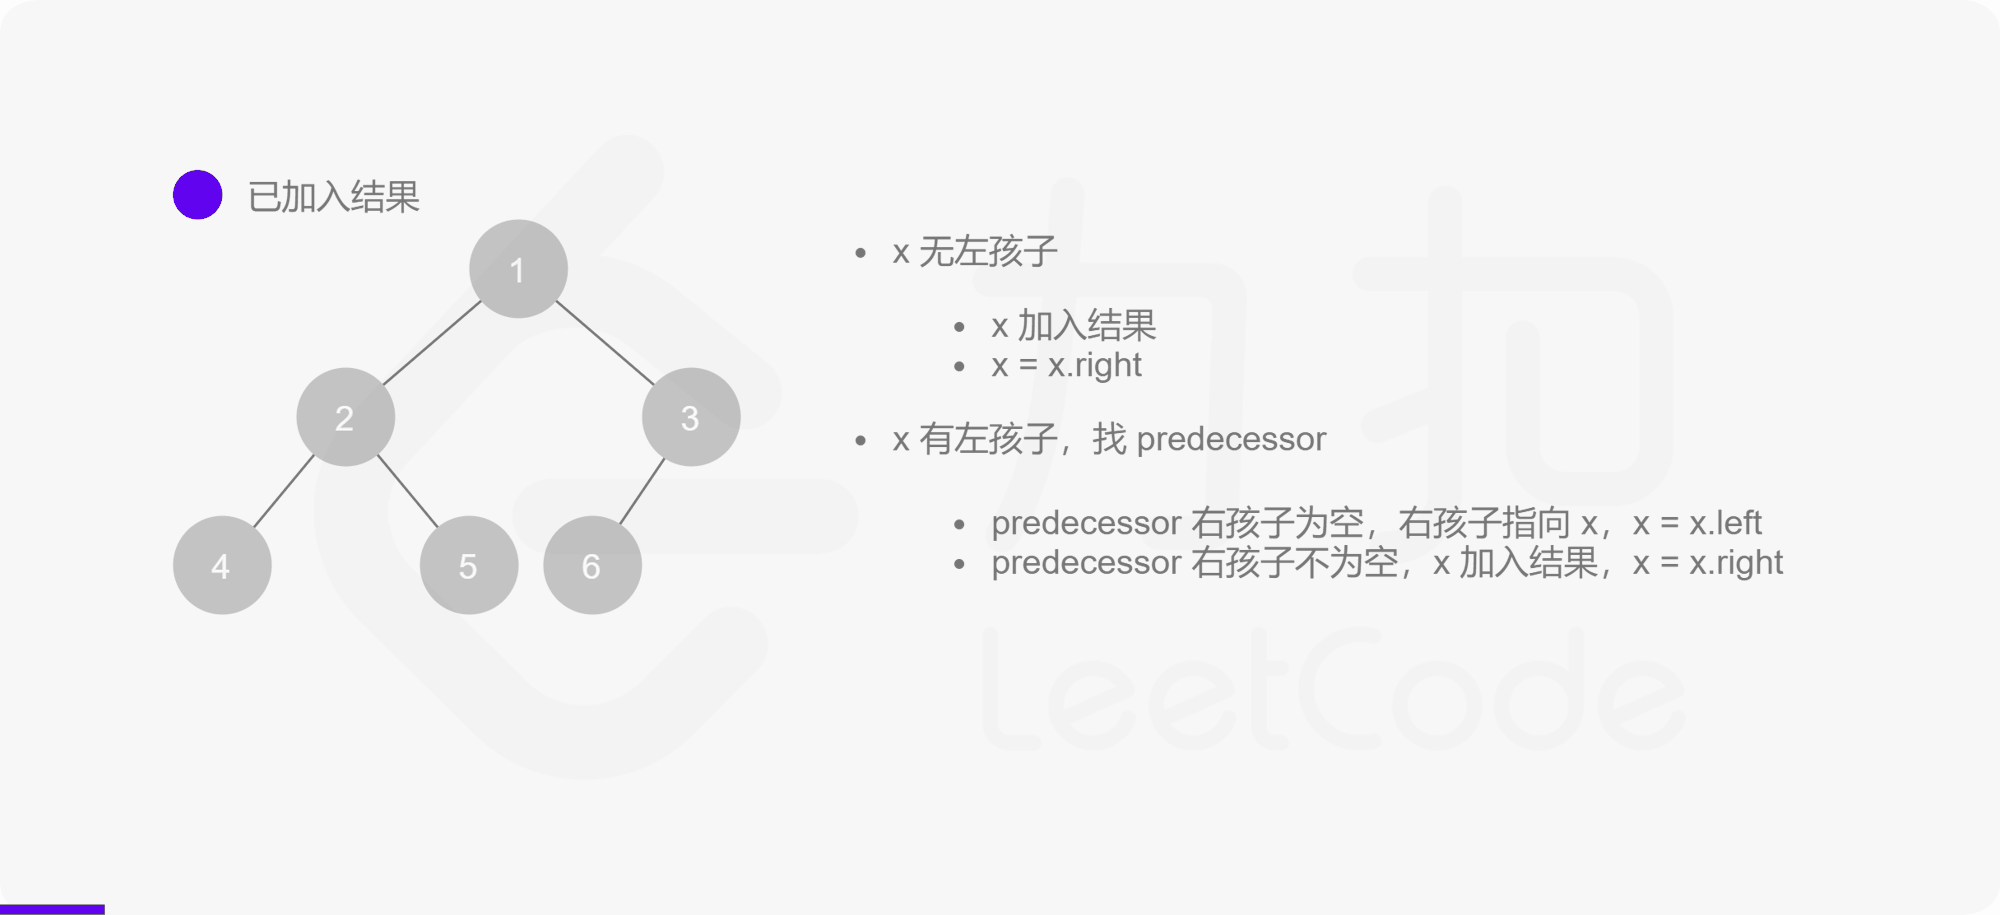 已加入结果
1
2
3
4
5
6
x 无左孩子
x 加入结果
x = x.right
x 有左孩子，找 predecessor
predecessor 右孩子为空，右孩子指向 x，x = x.left
predecessor 右孩子不为空，x 加入结果，x = x.right
力扣
LeetCode